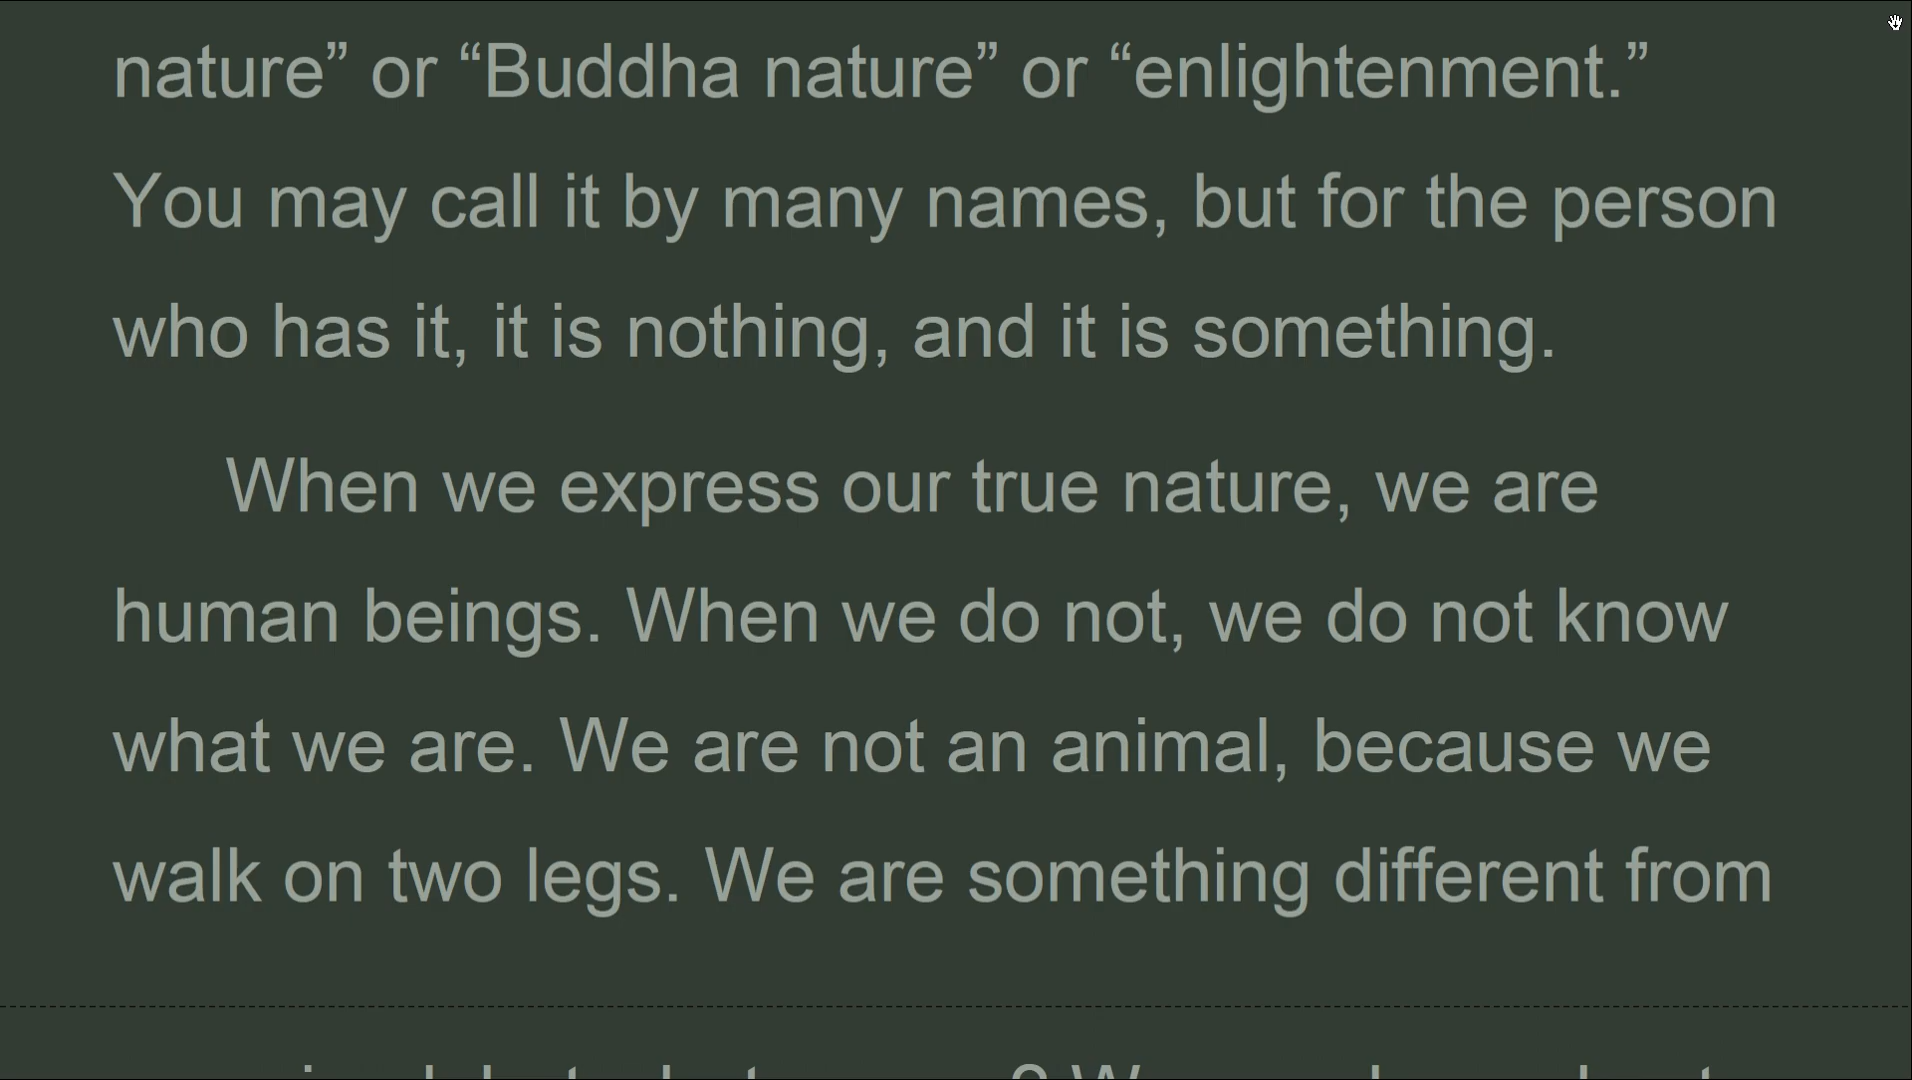 nature” or “Buddha nature” or “enlightenment.”
You may call it by many names, but for the person
who has it, it is nothing, and it is something.
When we express our true nature, we are
human beings. When we do not, we do not know
what we are. We are not an animal, because we
walk on two legs. We are something different from